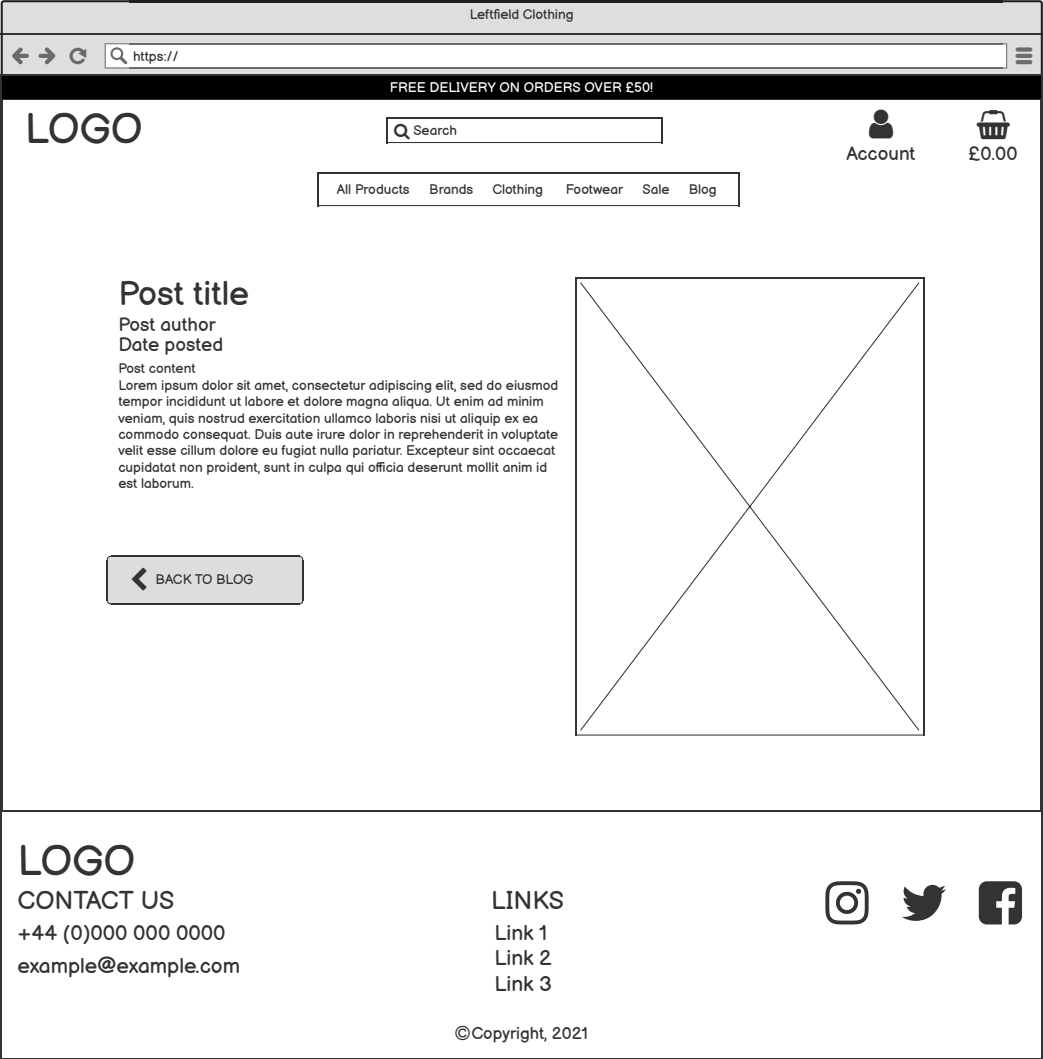 Leftfield Clothing
https://
FREE DELIVERY ON ORDERS OVER £50!
LOGO
Search
Account
£0.00
All Products Brands Clothing Footwear Sale Blog
Post title
Post author
Date posted
Post content
Lorem ipsum dolor sit amet, consectetur adipiscing elit, sed do eiusmod
tempor incididunt ut labore et dolore magna aliqua. Ut enim ad minim
veniam, quis nostrud exercitation ullamco laboris nisi ut aliquip ex ea
commodo consequat. Duis aute irure dolor in reprehenderit in voluptate
velit esse cillum dolore eu fugiat nulla pariatur. Excepteur sint occaecat
cupidatat non proident, sunt in culpa qui officia deserunt mollit anim id
est laborum.
BACK TO BLOG
LOGO
CONTACT US
+44 (0)000 000 0000
example@example.com
LINKS
Link 1
Link 2
Link 3
©Copyright, 2021